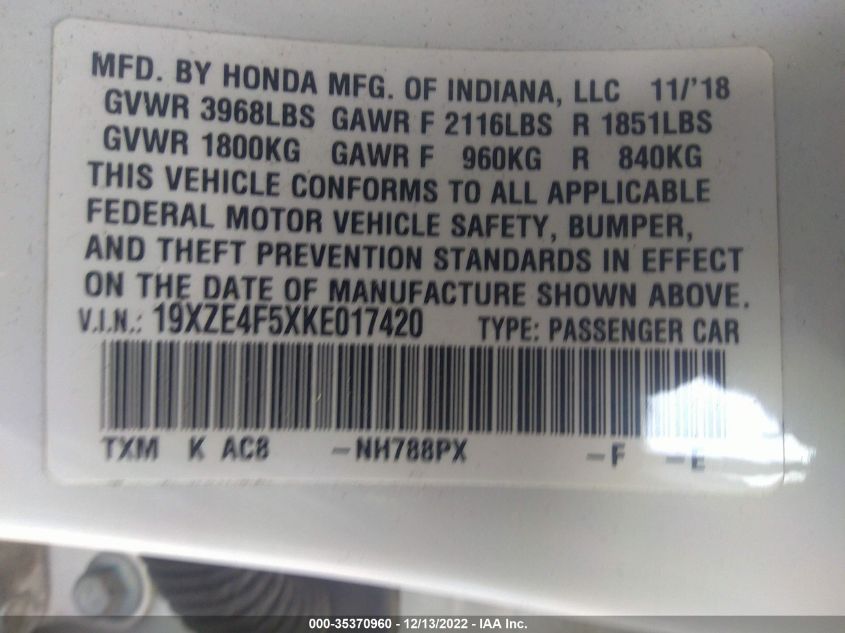 MFD. BY HONDA MFG. OF INDIANA, LLC 11/'18
GVWR 3968LBS GAWR F 2116LBS R 1851LBS
GVWR 1800KG GAWR F 960KG R 840KG
THIS VEHICLE CONFORMS TO ALL APPLICABLE
FEDERAL MOTOR VEHICLE SAFETY, BUMPER,
AND THEFT PREVENTION STANDARDS IN EFFECT
ON THE DATE OF MANUFACTURE SHOWN ABOVE.
V.I.N.: 19XZE4F5XKE017420 TYPE: PASSENGER CAR
TXM K AC8 -NH788PX -F -E
000-35370960 - 12/13/2022 - IAA Inc.